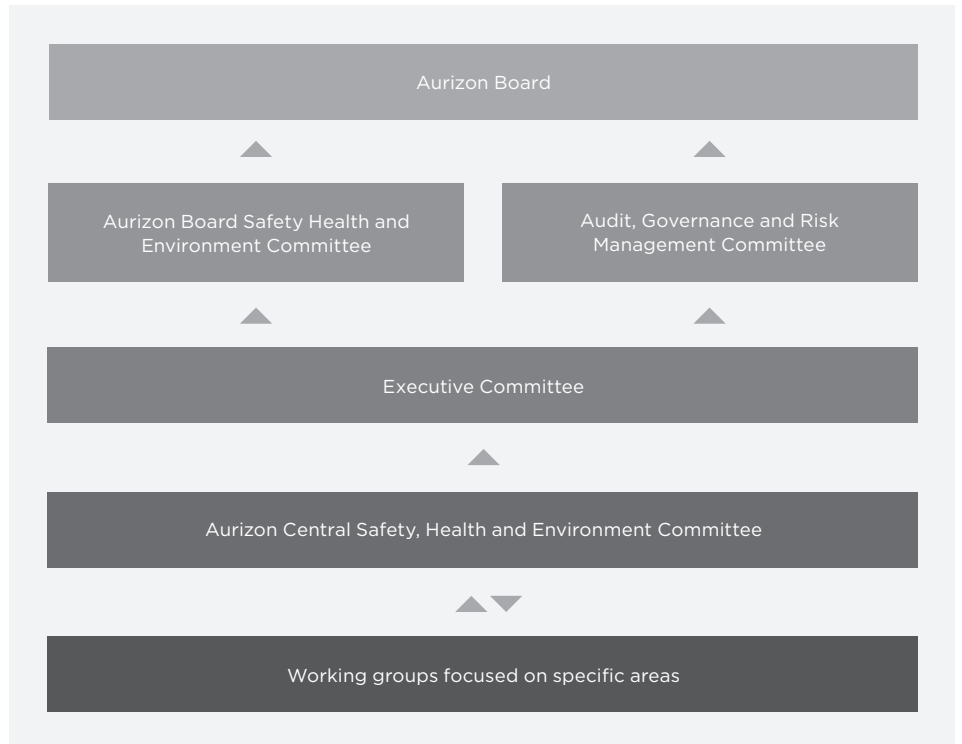 Aurizon Board
Aurizon Board Safety Health and
Environment Committee
Audit, Governance and Risk
Management Committee
Executive Committee
Aurizon Central Safety, Health and Environment Committee
Working groups focused on specific areas